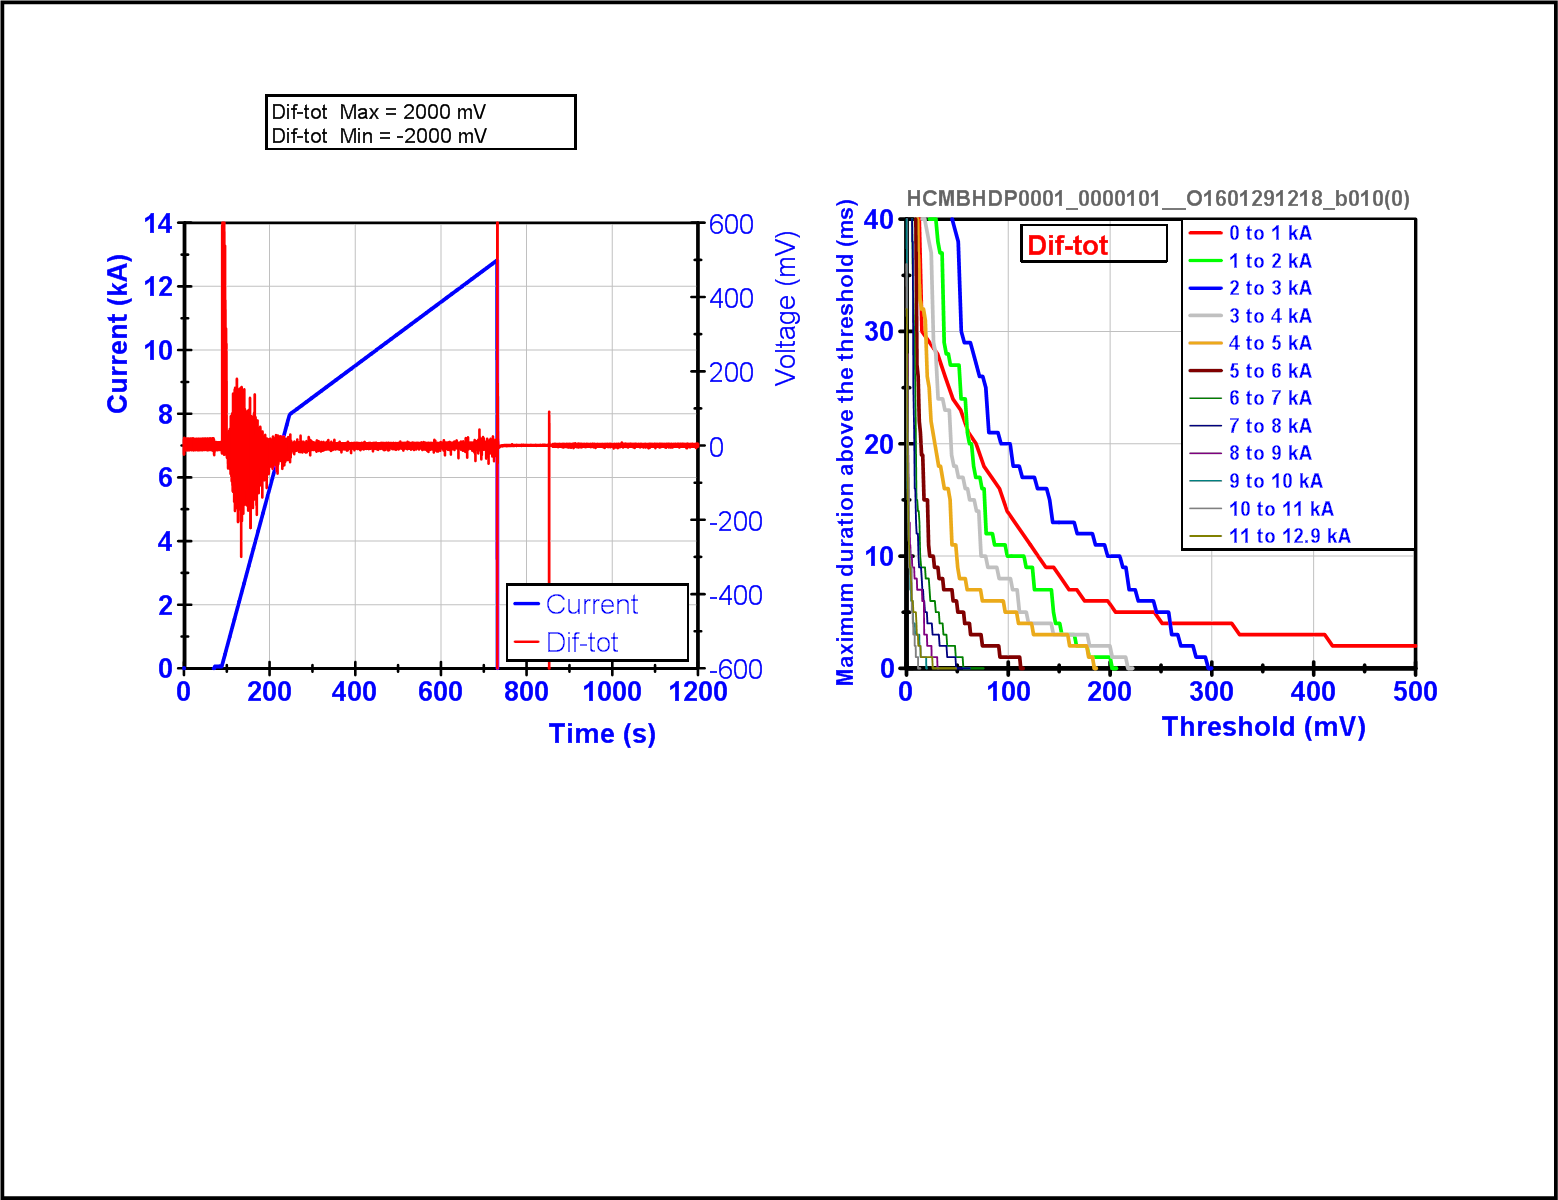 Dif-tot  Max = 2000 mV
Dif-tot  Min = -2000 mV
HCMBHDP0001_0000101__O1601291218_b010(0)
Current (kA)
14
12
10
8
6
4
2
0
0
200
400
600
800
1000
1200
Time (s)
600
400
200
0
-200
-400
-600
Voltage (mV)
Current
Dif-tot
Maximum duration above the threshold (ms)
40
30
20
10
0
0
100
200
300
400
500
Threshold (mV)
Dif-tot
0 to 1 kA
1 to 2 kA
2 to 3 kA
3 to 4 kA
4 to 5 kA
5 to 6 kA
6 to 7 kA
7 to 8 kA
8 to 9 kA
9 to 10 kA
10 to 11 kA
11 to 12.9 kA